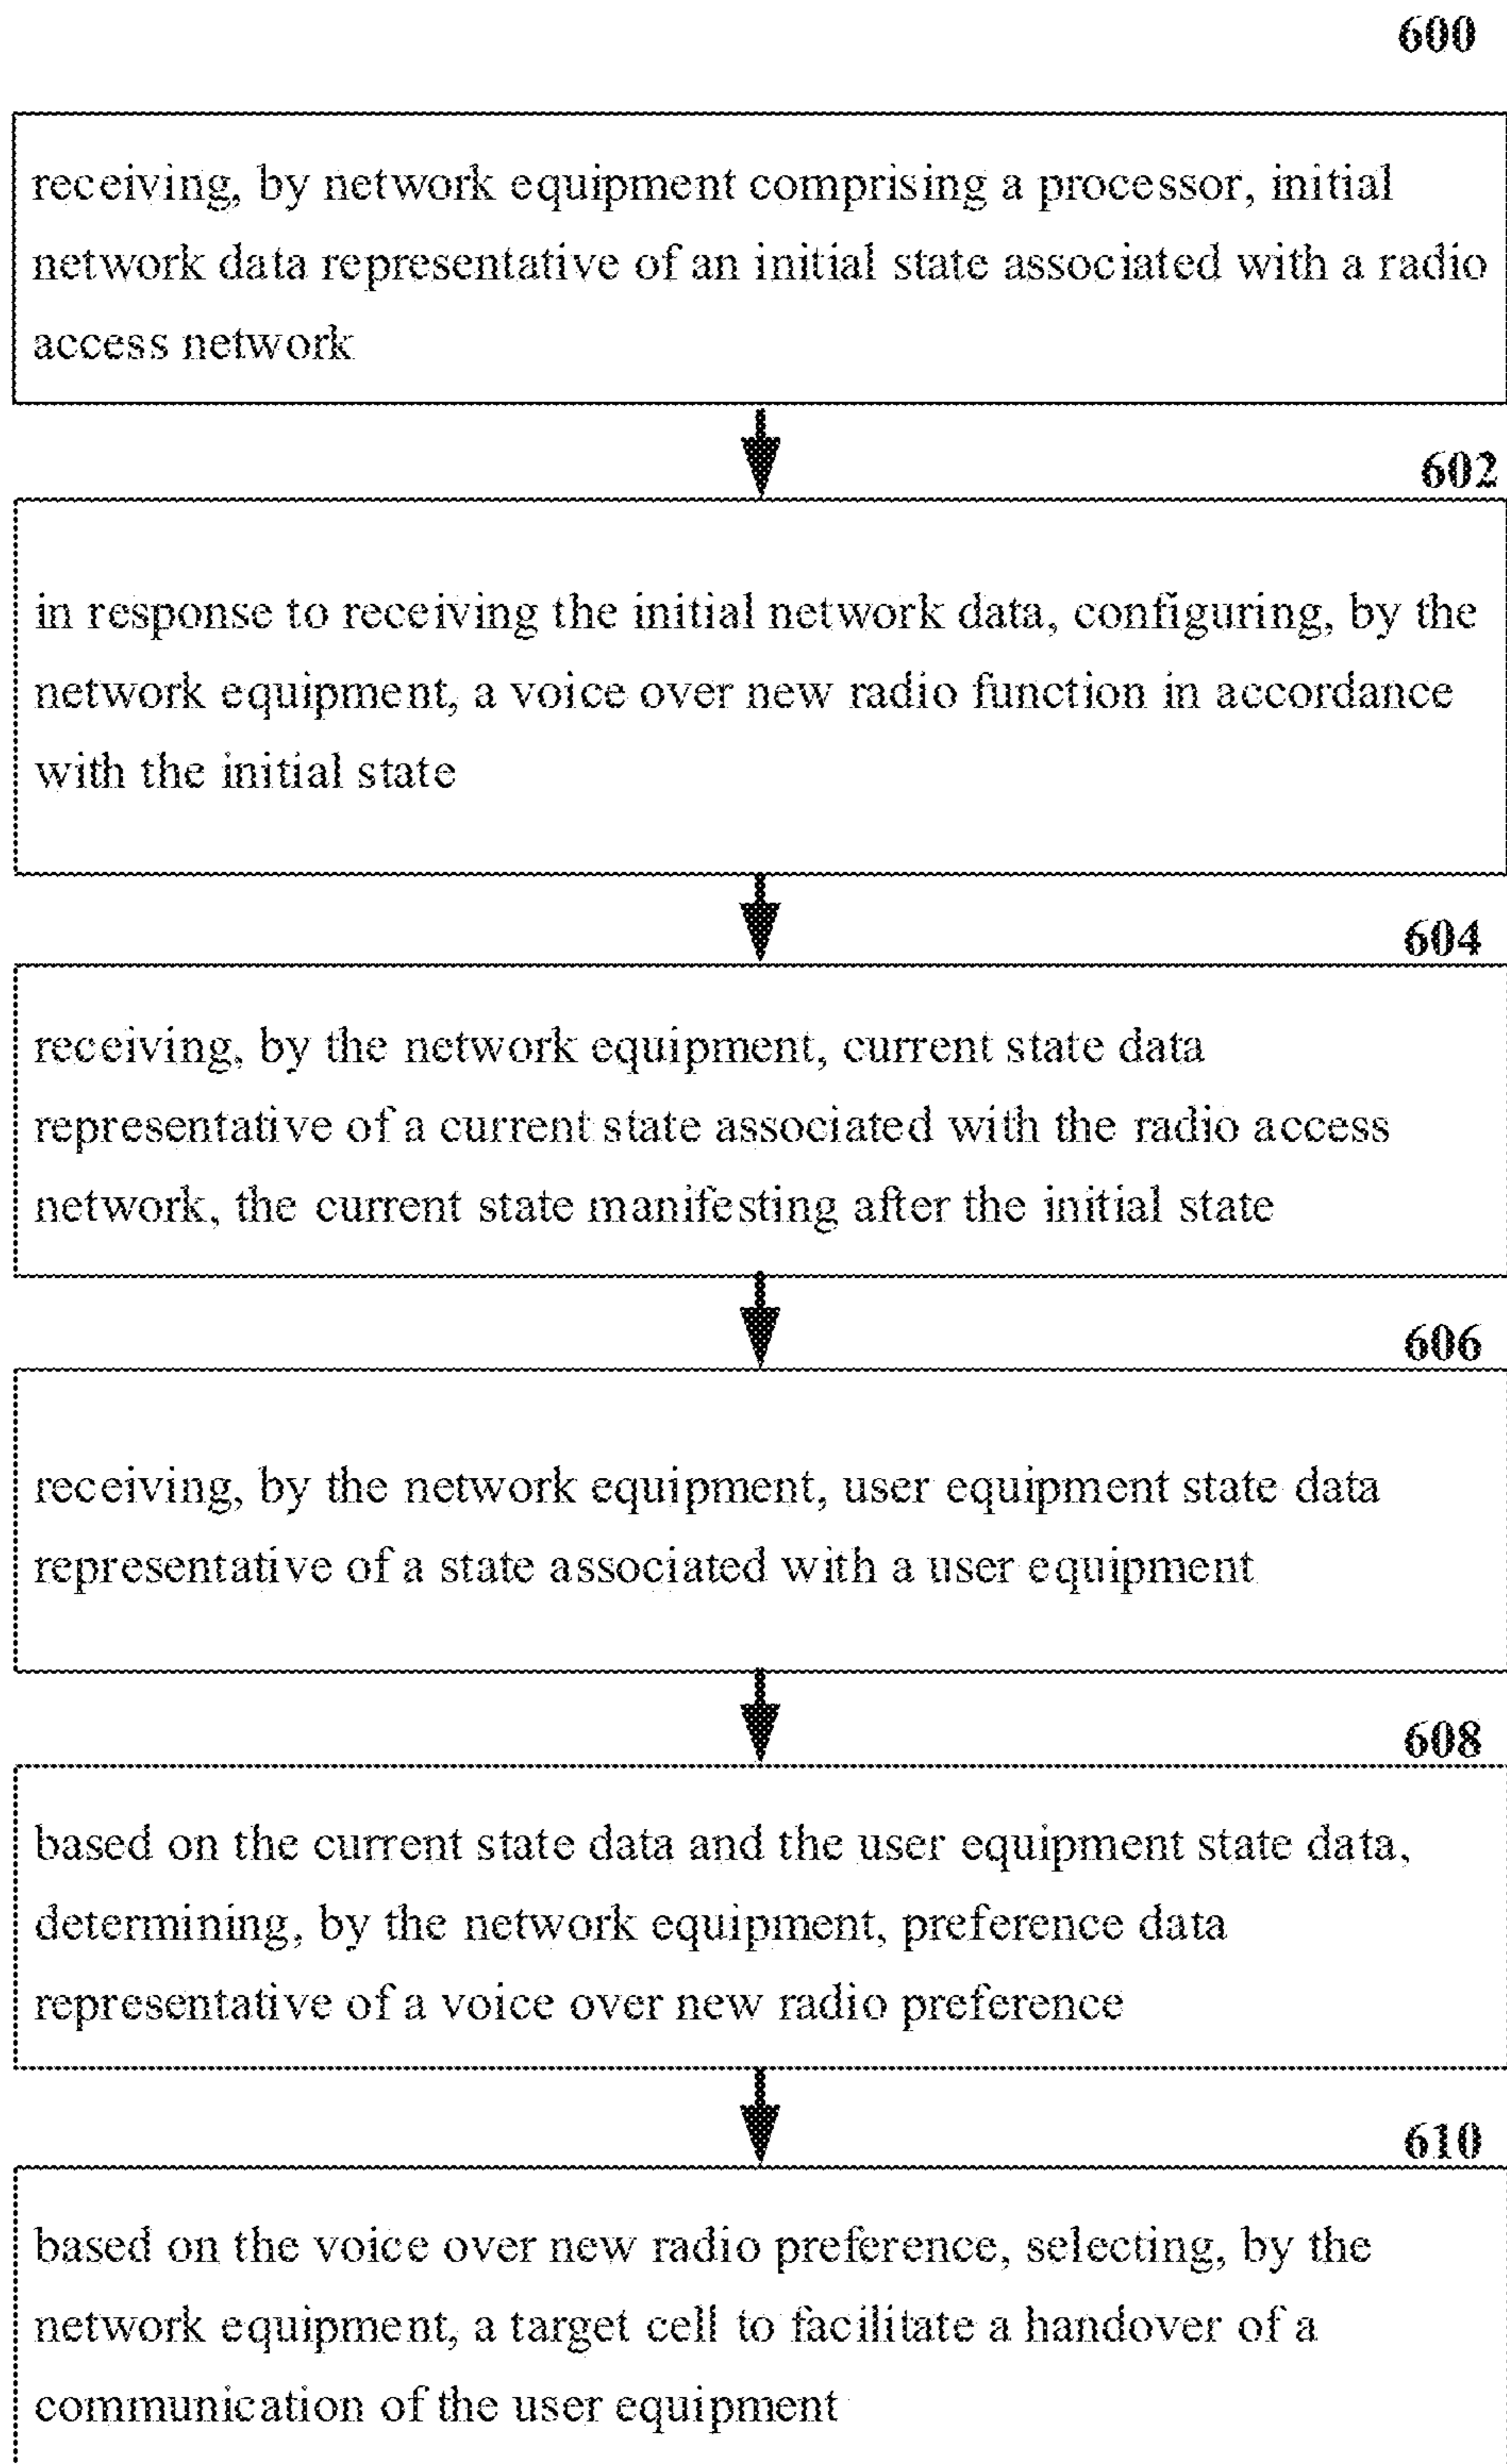 600
receiving, by network equipment comprising a processor, initial
network data representative of an initial state associated with a radio
access network
602
in response to receiving the initial network data, configuring, by the
network equipment, a voice over new radio function in accordance
with the initial state
604
receiving, by the network equipment, current state data
representative of a current state associated with the radio access
network, the current state manifesting after the initial state
606
receiving, by the network equipment, user equipment state data
representative of a state associated with a user equipment
608
based on the current state data and the user equipment state data,
determining, by the network equipment, preference data
representative of a voice over new radio preference
610
based on the voice over new radio preference, selecting, by the
network equipment, a target cell to facilitate a handover of a
communication of the user equipment